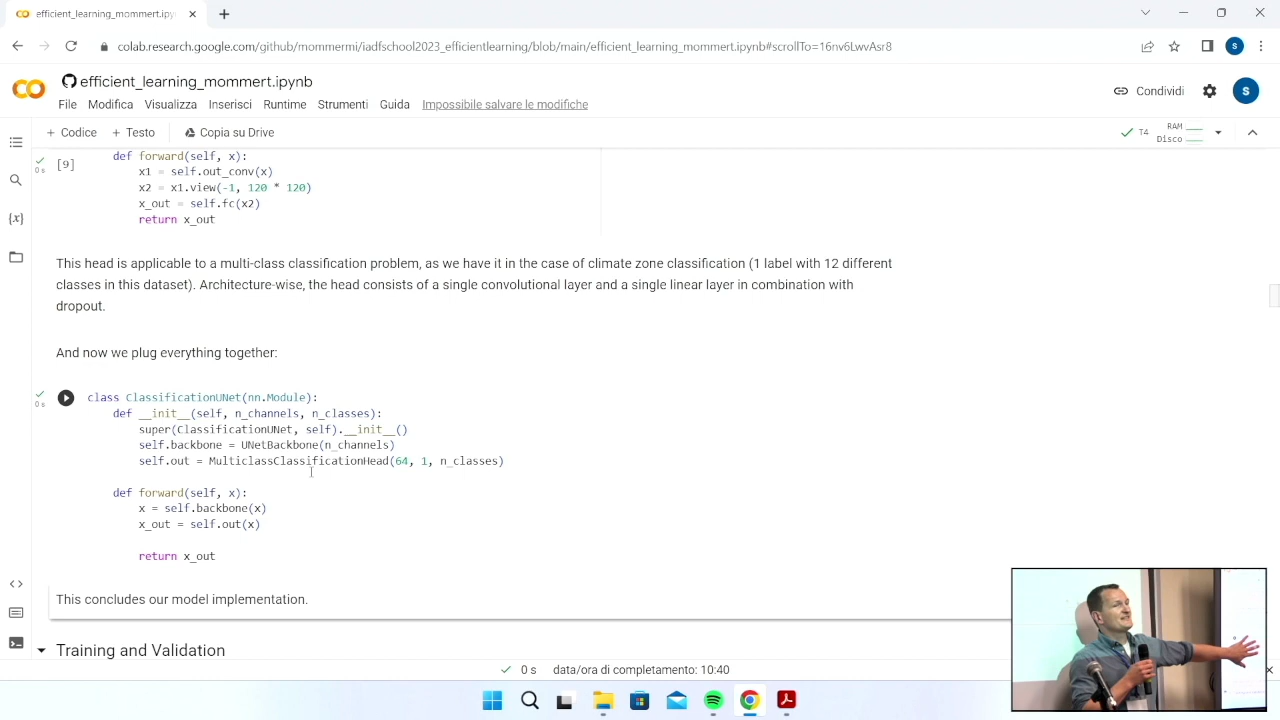 efficient_learning_mommert.ipyn
colab.research.google.com/github/mommermi/iadfschool2023_efficientlearning/blob/main/efficient_learning_mommert.ipynb#scrollTo=16nv6LwvAsr8
S
efficient_learning_mommert.ipynb
File Modifica Visualizza Inserisci Runtime Strumenti Guida Impossibile salvare le modifiche
Condividi
S
+ Codice + Testo Copia su Drive
T4 RAM
Disco
[9]
0 s
def forward(self, x):
x1 = self.out_conv(x)
x2 = x1.view(-1, 120 * 120)
x_out = self.fc(x2)
return x_out
{x}
This head is applicable to a multi-class classification problem, as we have it in the case of climate zone classification (1 label with 12 different
classes in this dataset). Architecture-wise, the head consists of a single convolutional layer and a single linear layer in combination with
dropout.
And now we plug everything together:
0 s
class ClassificationUNet(nn.Module):
def __init__(self, n_channels, n_classes):
super(ClassificationUNet, self).__init__()
self.backbone = UNetBackbone(n_channels)
self.out = MulticlassClassificationHead(64, 1, n_classes)
def forward(self, x):
x = self.backbone(x)
x_out = self.out(x)
return x_out
This concludes our model implementation.
Training and Validation
0 s data/ora di completamento: 10:40